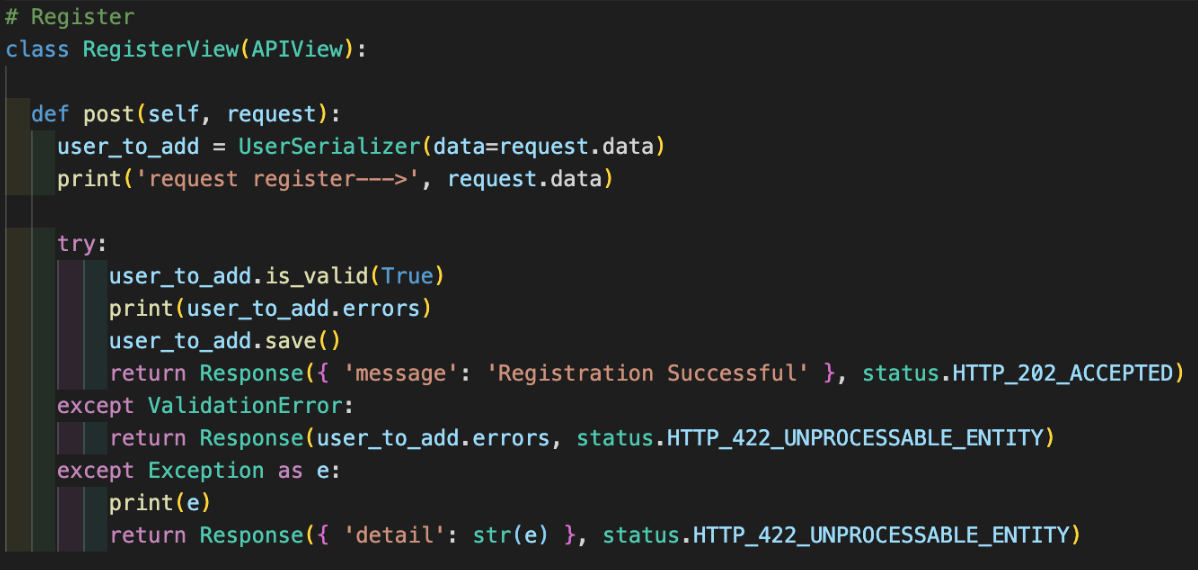 # Register
class RegisterView(APIView):
def post(self, request):
user_to_add = UserSerializer(data=request.data)
print('request register--->', request.data)
try:
user_to_add.is_valid(True)
print(user_to_add.errors)
user_to_add.save()
return Response({ 'message': 'Registration Successful' }, status.HTTP_202_ACCEPTED)
except ValidationError:
return Response(user_to_add.errors, status.HTTP_422_UNPROCESSABLE_ENTITY)
except Exception as e:
print(e)
return Response({ 'detail': str(e) }, status.HTTP_422_UNPROCESSABLE_ENTITY)